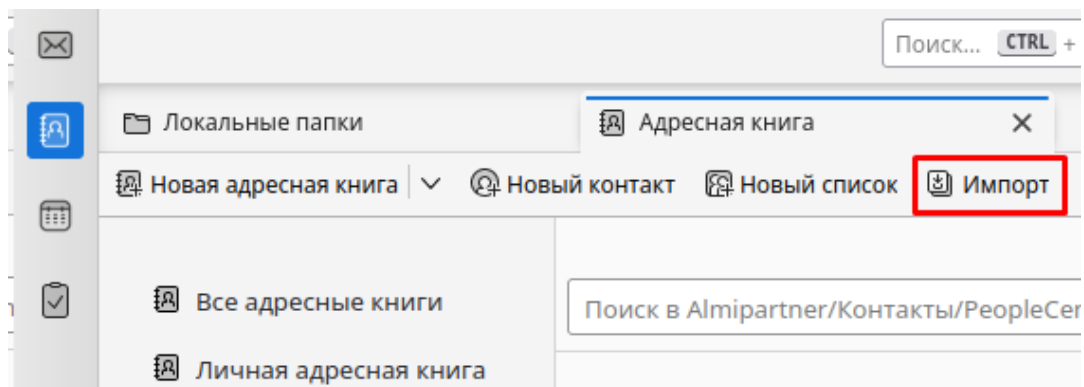 Поиск... CTRL +
Локальные папки Адресная книга
Новая адресная книга Новый контакт Новый список Импорт
Все адресные книги
Поиск в Almipartner/Контакты/PeopleCer
Личная адресная книга